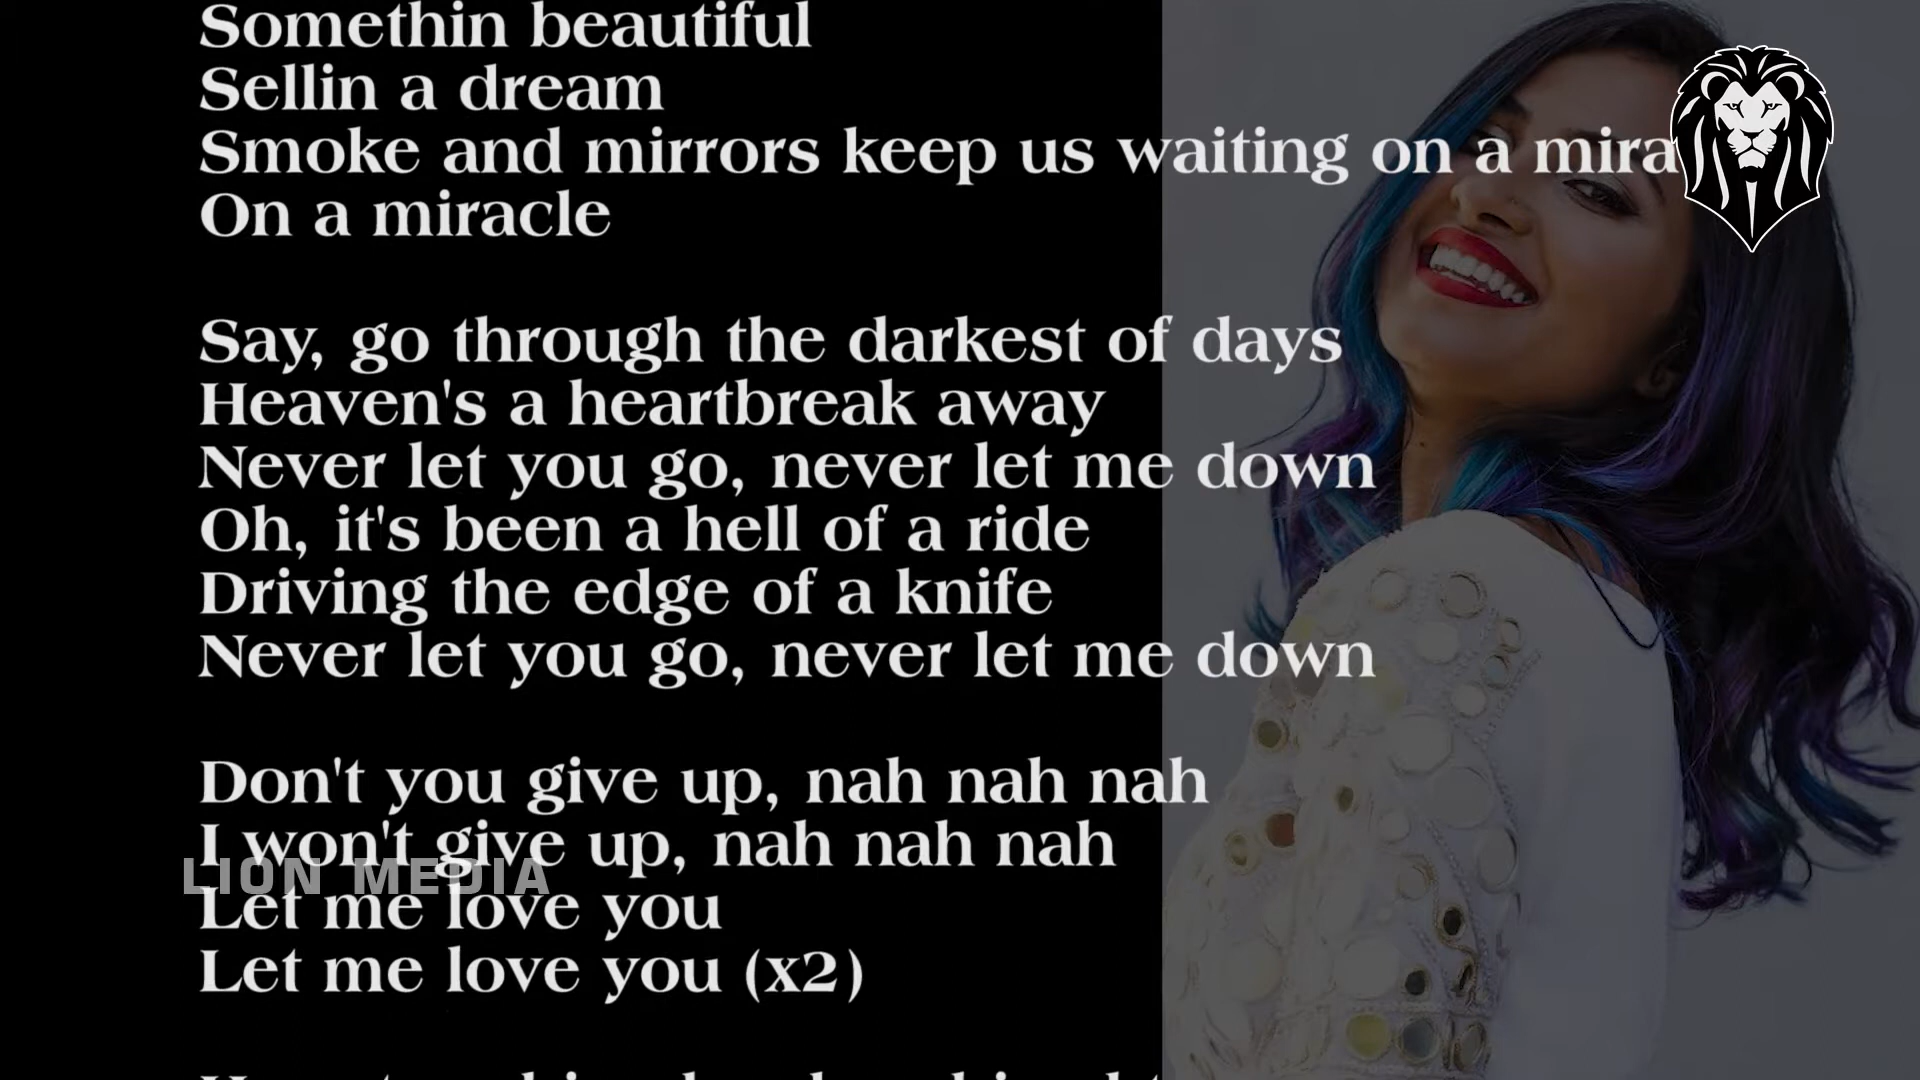 Somethin beautiful
Sellin a dream
Smoke and mirrors keep us waiting on a mira
On a miracle
Say, go through the darkest of days
Heaven's a heartbreak away
Never let you go, never let me down
Oh, it's been a hell of a ride
Driving the edge of a knife
Never let you go, never let me down
Don't you give up, nah nah nah
I won't give up, nah nah nah
LION MEDIA
Let me love you
Let me love you (x2)